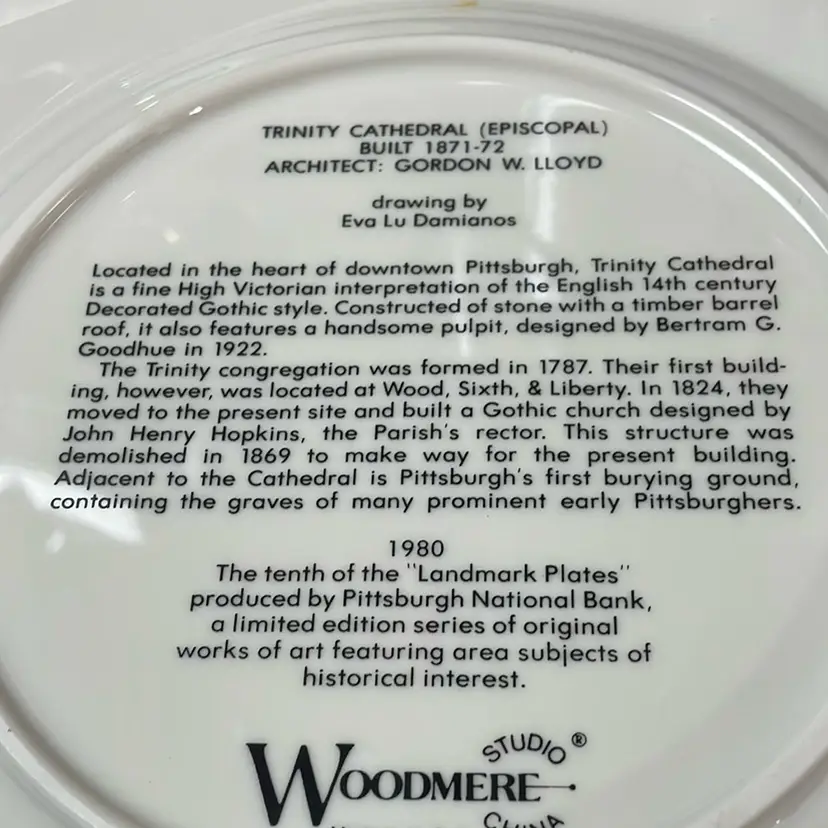 TRINITY CATHEDRAL (EPISCOPAL)
BUILT 1871-72
ARCHITECT: GORDON W. LLOYD
drawing by
Eva Lu Damianos
Located in the heart of downtown Pittsburgh, Trinity Cathedral
is a fine High Victorian interpretation of the English 14th century
Decorated Gothic style. Constructed of stone with a timber barrel
roof, it also features a handsome pulpit, designed by Bertram G.
Goodhue in 1922.
The Trinity congregation was formed in 1787. Their first build-
ing, however, was located at Wood, Sixth, & Liberty. In 1824, they
moved to the present site and built a Gothic church designed by
John Henry Hopkins, the Parish's rector. This structure was
demolished in 1869 to make way for the present building.
Adjacent to the Cathedral is Pittsburgh's first burying ground,
containing the graves of many prominent early Pittsburghers.
1980
The tenth of the "Landmark Plates"
produced by Pittsburgh National Bank,
a limited edition series of original
works of art featuring area subjects of
historical interest.
STUDIO ®
WOODMERE
CHINA